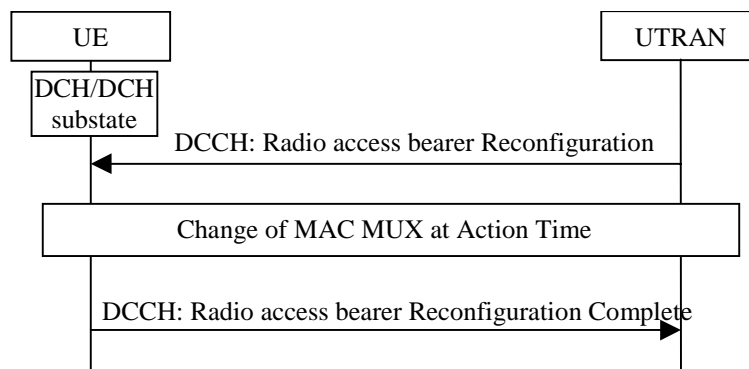 UE
UTRAN
DCH/DCH
substate
DCCH: Radio access bearer Reconfiguration
Change of MAC MUX at Action Time
DCCH: Radio access bearer Reconfiguration Complete